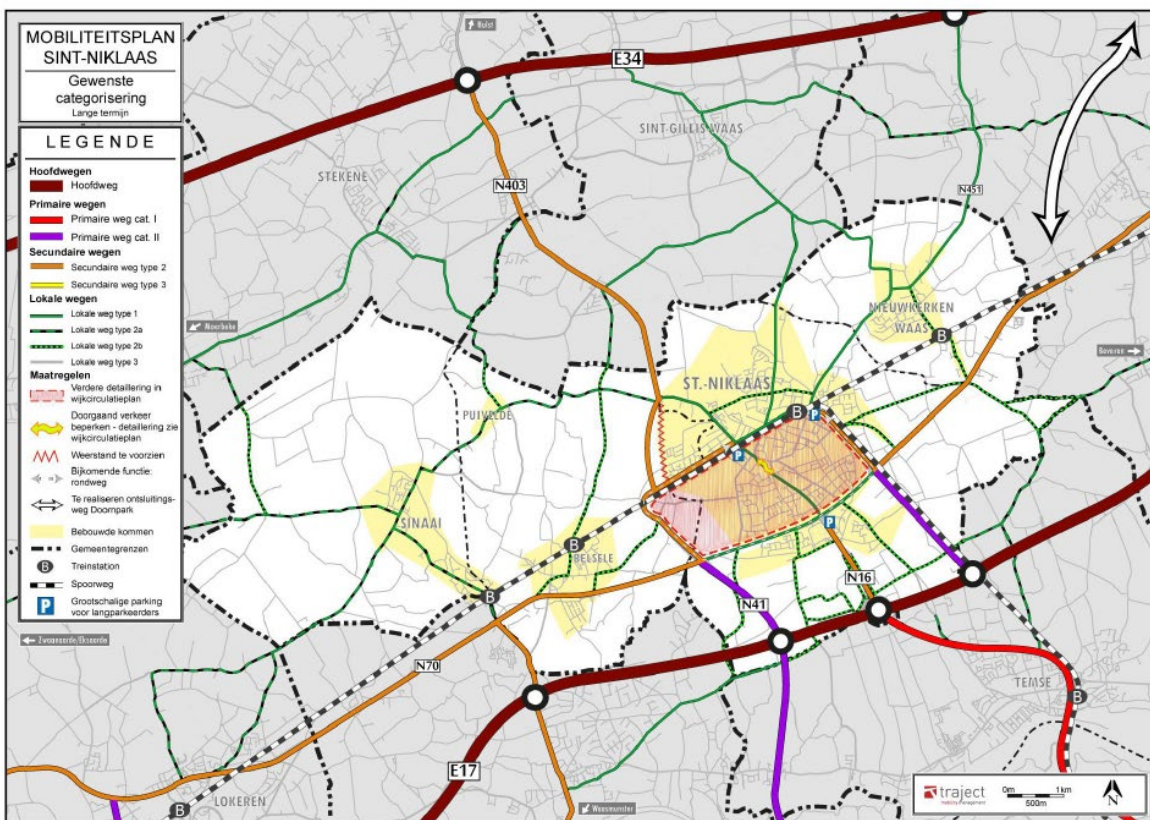 MOBILITEITSPLAN
SINT-NIKLAAS
Gewenste
categorisering
Lange termijn
LEGENDE
Hoofdwegen
Hoofdweg
Primaire wegen
Primaire weg cat. I
Primaire weg cat. II
Secundaire wegen
Secundaire weg type 2
Secundaire weg type 3
Lokale wegen
Lokale weg type 1
Lokale weg type 2a
Lokale weg type 2b
Lokale weg type 3
Maatregelen
Verdere detaillering in
wijkcirculatieplan
Doorgaand verkeer
beperken - detaillering zie
wijkcirculatieplan
Weerstand te voorzien
Bijkomende functie:
rondweg
Te realiseren ontsluitings-
weg Doornpark
Bebouwde kommen
Gemeentegrenzen
B
Treinstation
Spoorweg
P
Grootschalige parking
voor langparkeerders
Hulst
E34
SINT-GILLIS WAAS
STEKENE
N403
N451
Moerbeke
NIEUWKERKEN
WAAS
B
Beveren
ST.-NIKLAAS
PUIVELDE
B
P
P
SINAAI
B
BELSELE
P
B
N16
N41
N70
TEMSE
B
E17
LOKEREN
B
Waasmunster
traject
mobility management
0m
1km
500m
N